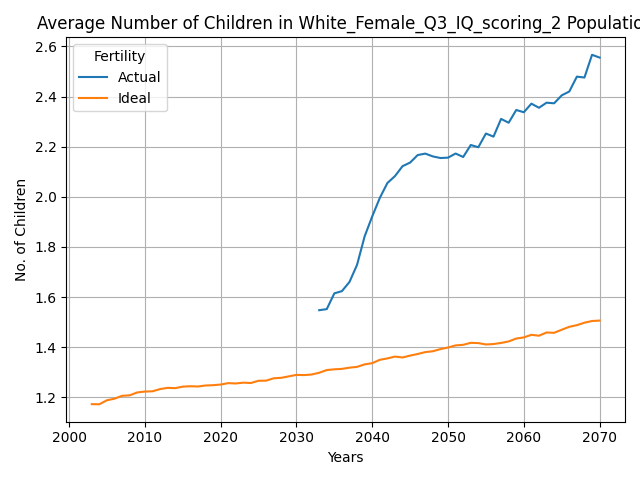 Average Number of Children in White_Female_Q3_IQ_scoring_2 Populatio
Fertility
Actual
Ideal
No. of Children
2.6
2.4
2.2
2.0
1.8
1.6
1.4
1.2
2000 2010 2020 2030 2040 2050 2060 2070
Years